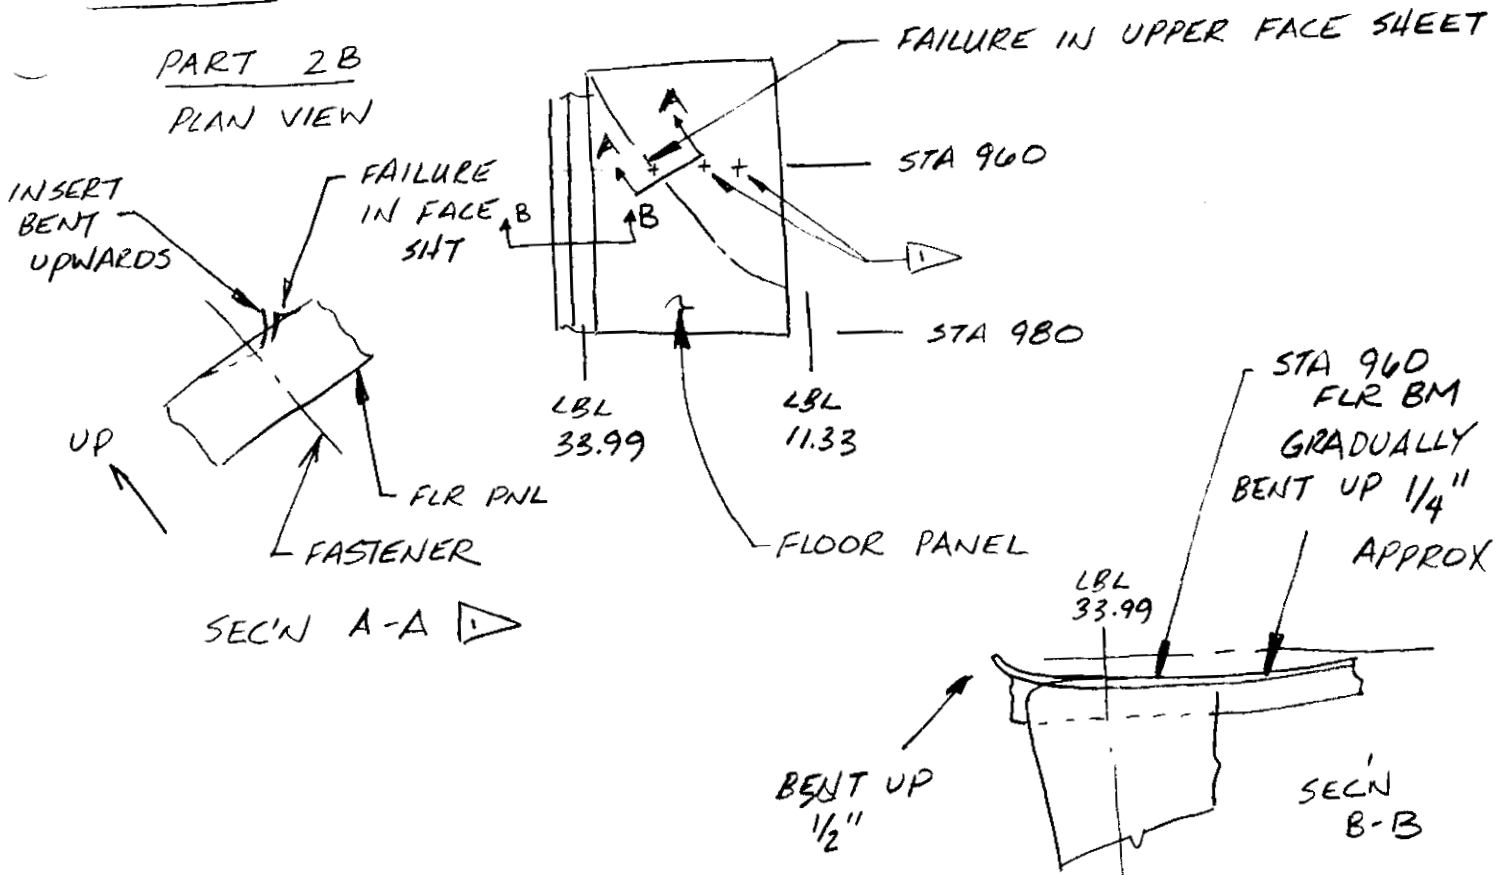 PART 2B
PLAN VIEW
FAILURE IN UPPER FACE SHEET
INSERT
BENT
UPWARDS
FAILURE
IN FACE
SHT
A
A
B
B
STA 960
1
STA 980
LBL
33.99
LBL
11.33
UP
FLR PNL
FASTENER
FLOOR PANEL
SEC'N A-A 1
STA 960
FLR BM
GRADUALLY
BENT UP 1/4"
APPROX
LBL
33.99
BENT UP
1/2"
SEC'N
B-B